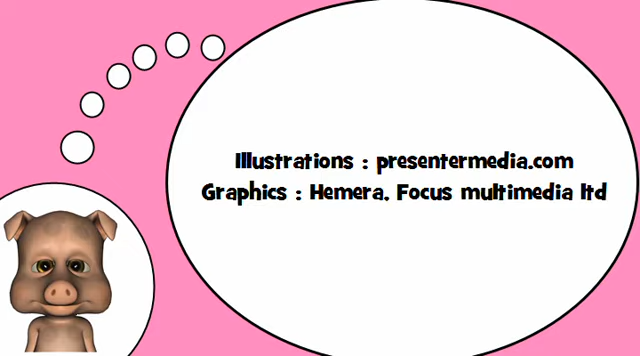 Illustrations : presentermedia.com
Graphics : Hemera. Focus multimedia ltd